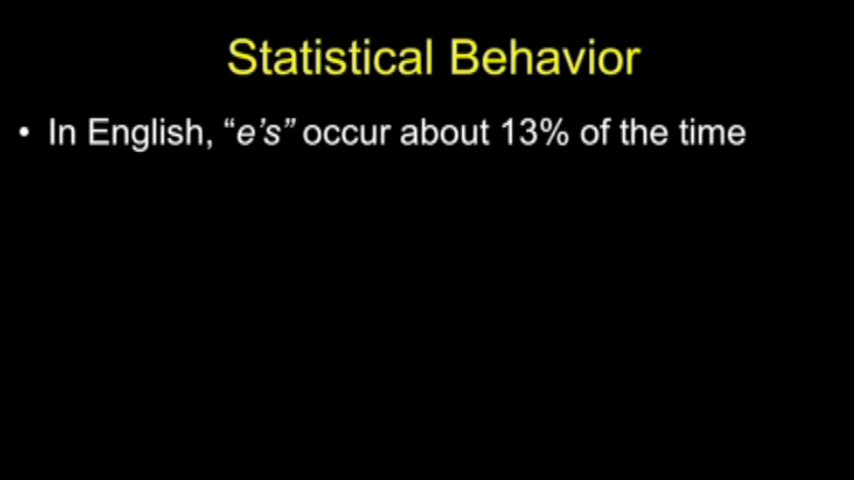 Statistical Behavior
• In English, “e’s” occur about 13% of the time